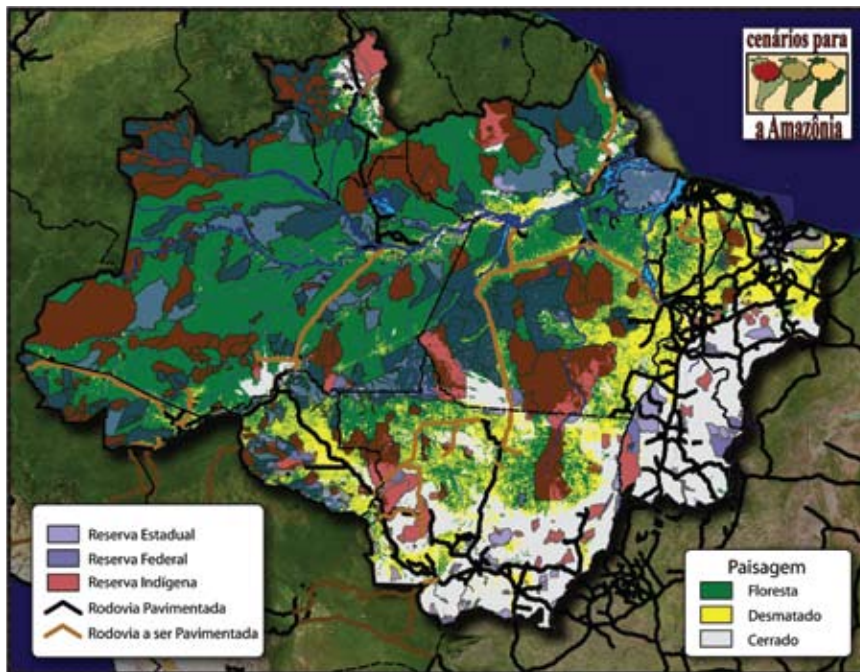 cenários para
a Amazônia
Reserva Estadual
Reserva Federal
Reserva Indígena
Rodovia Pavimentada
Rodovia a ser Pavimentada
Paisagem
Floresta
Desmatado
Cerrado